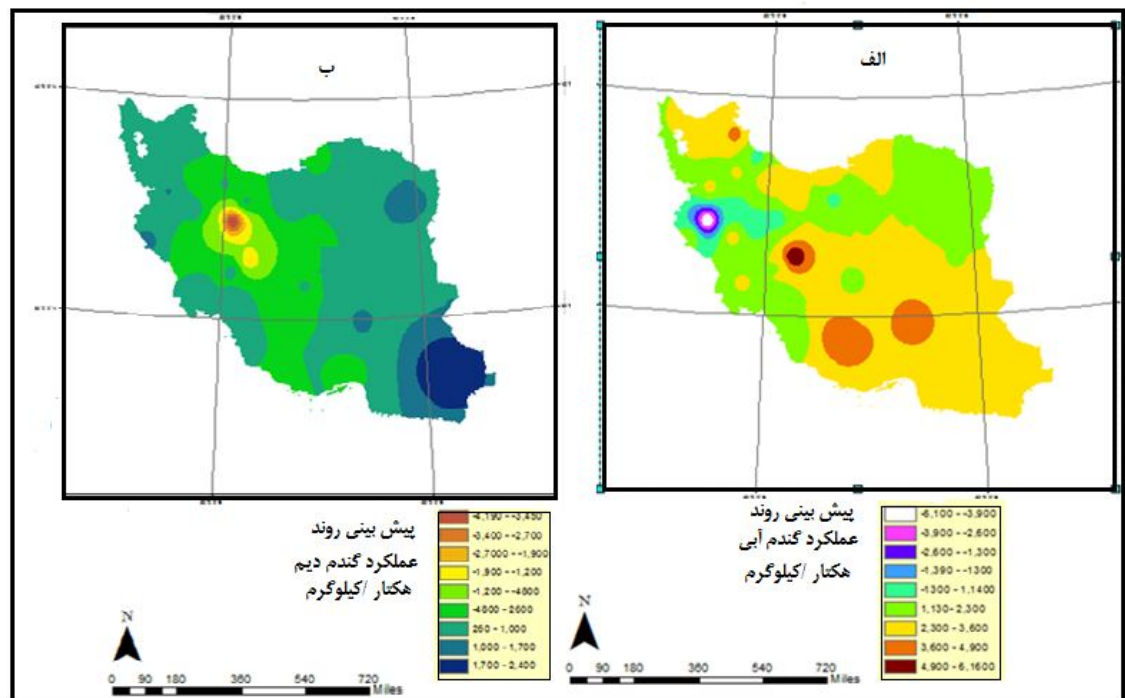 الف
ب
پیش بینی روند
عملکرد گندم آبی
هکتار /کیلوگرم
-6,100 - -3,900
-3,900 - -2,600
-2,600 - -1,300
-1,390 - -1300
-1300 - 1,1400
1,130 - 2,300
2,300 - 3,600
3,600 - 4,900
4,900 - 6,1600
N
0 90 180 360 540 720
Miles
پیش بینی روند
عملکرد گندم دیم
هکتار /کیلوگرم
-3,400 - -2,700
-2,7000 - -1,900
-1,900 - -1,200
-1,200 - -4800
-4800 - 2600
250 - 1,000
1,000 - 1,700
1,700 - 2,400
N
0 90 180 360 540 720
Miles